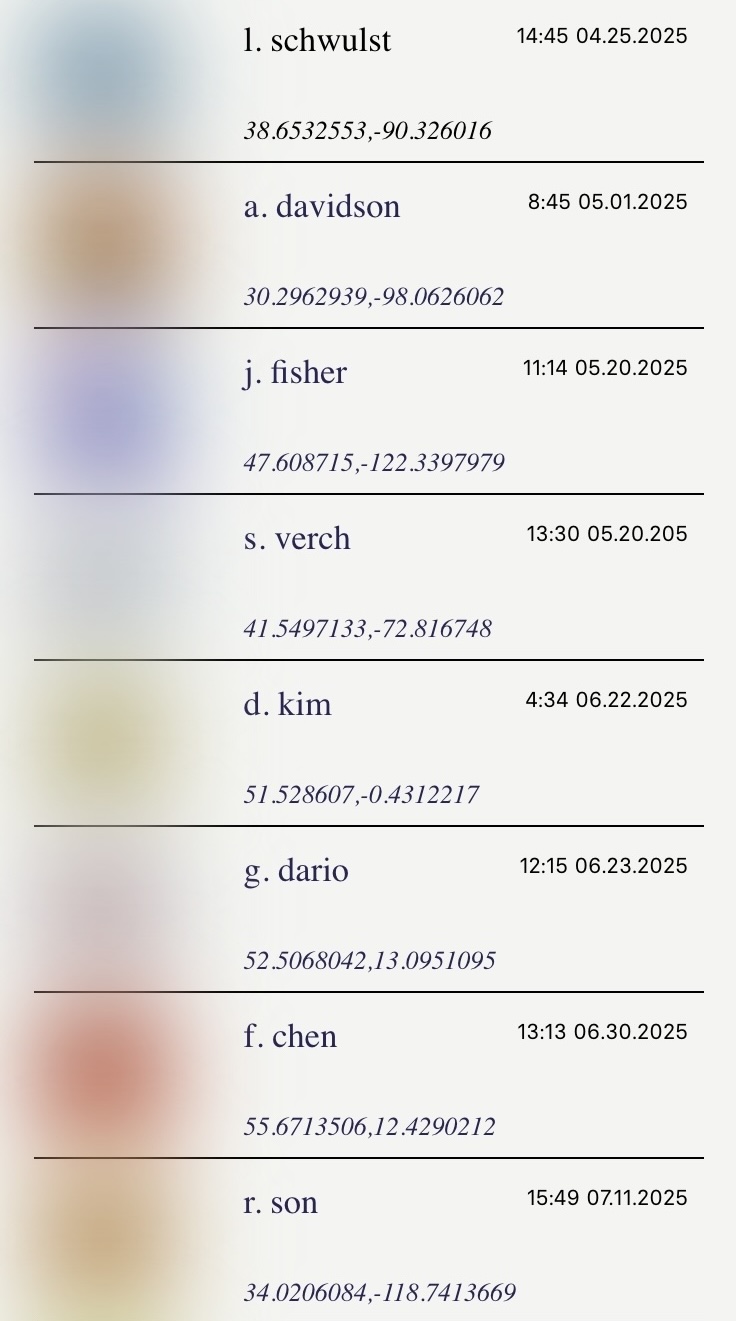 l. schwulst
14:45 04.25.2025
38.6532553,-90.326016
a. davidson
8:45 05.01.2025
30.2962939,-98.0626062
j. fisher
11:14 05.20.2025
47.608715,-122.3397979
s. verch
13:30 05.20.205
41.5497133,-72.816748
d. kim
4:34 06.22.2025
51.528607,-0.4312217
g. dario
12:15 06.23.2025
52.5068042,13.0951095
f. chen
13:13 06.30.2025
55.6713506,12.4290212
r. son
15:49 07.11.2025
34.0206084,-118.7413669